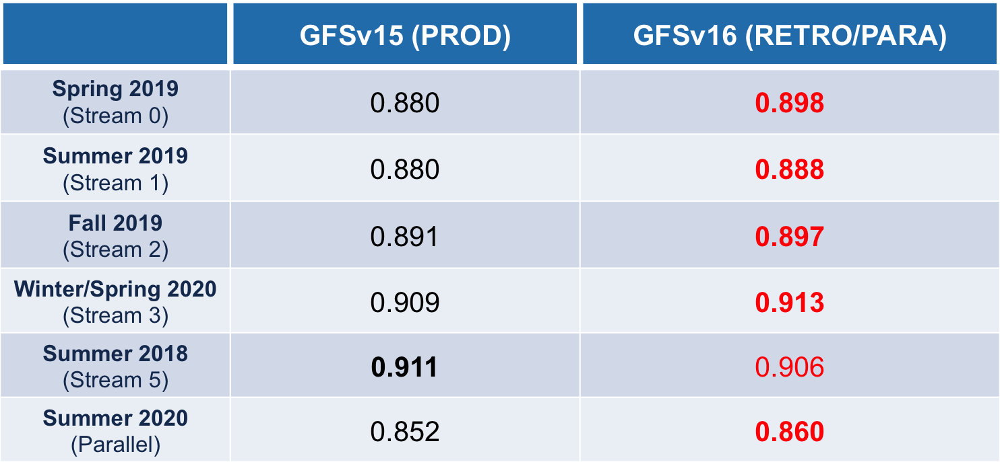 GFSv15 (PROD) GFSv16 (RETRO/PARA)
Spring 2019
(Stream 0) 0.880 0.898
Summer 2019
(Stream 1) 0.880 0.888
Fall 2019
(Stream 2) 0.891 0.897
Winter/Spring 2020
(Stream 3) 0.909 0.913
Summer 2018
(Stream 5) 0.911 0.906
Summer 2020
(Parallel) 0.852 0.860